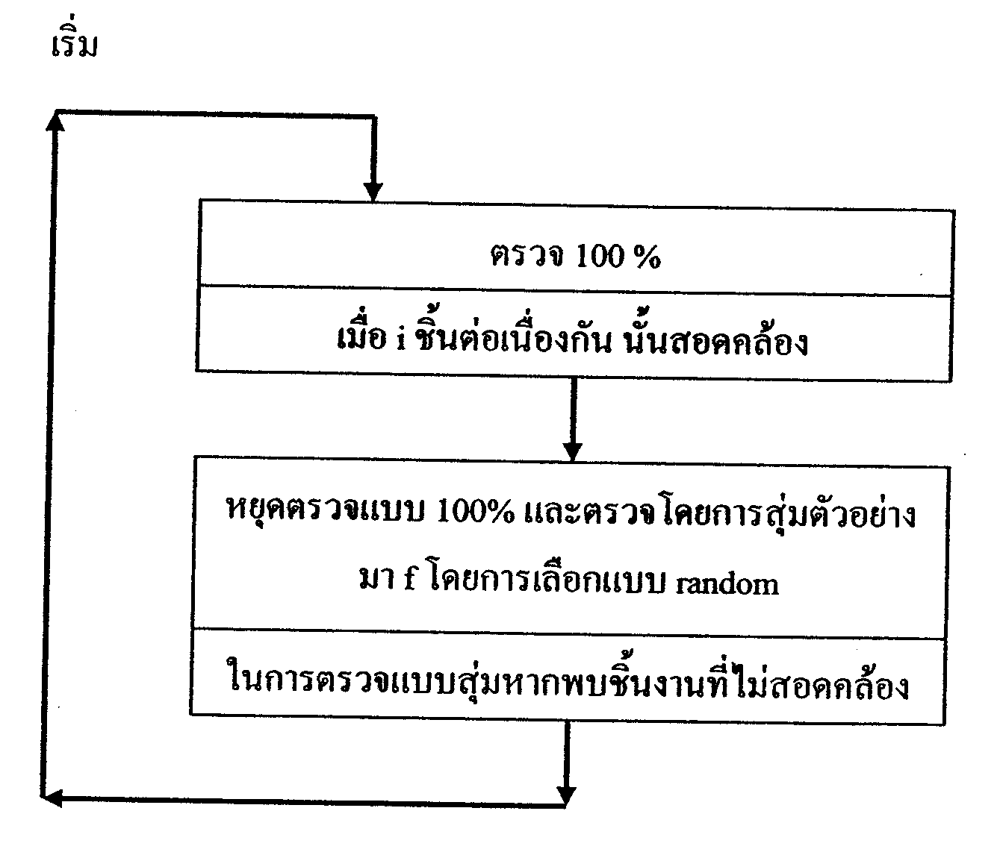 เริ่ม
ตรวจ 100 %
เมื่อ i ชิ้นต่อเนื่องกัน นั้นสอดคล้อง
หยุดตรวจแบบ 100% และตรวจโดยการสุ่มตัวอย่าง
มา f โดยการเลือกแบบ random
ในการตรวจแบบสุ่มหากพบชิ้นงานที่ไม่สอดคล้อง